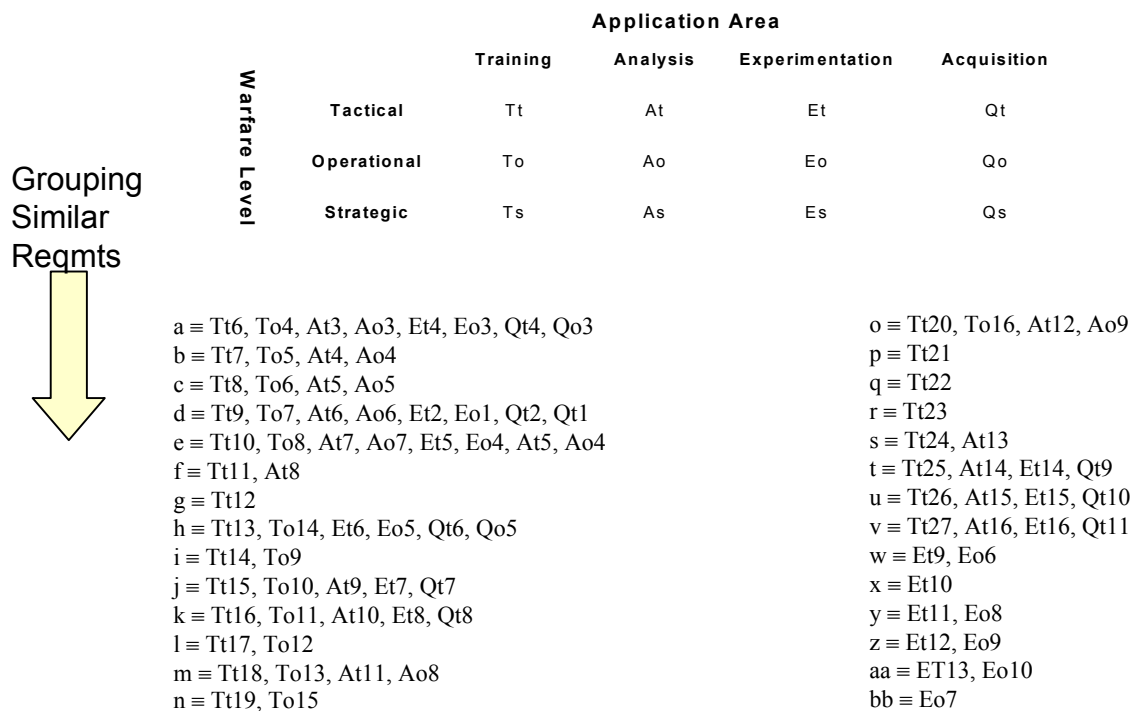 Application Area
Training Analysis Experimentation Acquisition
Warfare Level
Tactical Tt At Et Qt
Operational To Ao Eo Qo
Strategic Ts As Es Qs
Grouping
Similar
Reqmts
a ≡ Tt6, To4, At3, Ao3, Et4, Eo3, Qt4, Qo3
b ≡ Tt7, To5, At4, Ao4
c ≡ Tt8, To6, At5, Ao5
d ≡ Tt9, To7, At6, Ao6, Et2, Eo1, Qt2, Qt1
e ≡ Tt10, To8, At7, Ao7, Et5, Eo4, At5, Ao4
f ≡ Tt11, At8
g ≡ Tt12
h ≡ Tt13, To14, Et6, Eo5, Qt6, Qo5
i ≡ Tt14, To9
j ≡ Tt15, To10, At9, Et7, Qt7
k ≡ Tt16, To11, At10, Et8, Qt8
l ≡ Tt17, To12
m ≡ Tt18, To13, At11, Ao8
n ≡ Tt19, To15
o ≡ Tt20, To16, At12, Ao9
p ≡ Tt21
q ≡ Tt22
r ≡ Tt23
s ≡ Tt24, At13
t ≡ Tt25, At14, Et14, Qt9
u ≡ Tt26, At15, Et15, Qt10
v ≡ Tt27, At16, Et16, Qt11
w ≡ Et9, Eo6
x ≡ Et10
y ≡ Et11, Eo8
z ≡ Et12, Eo9
aa ≡ ET13, Eo10
bb ≡ Eo7